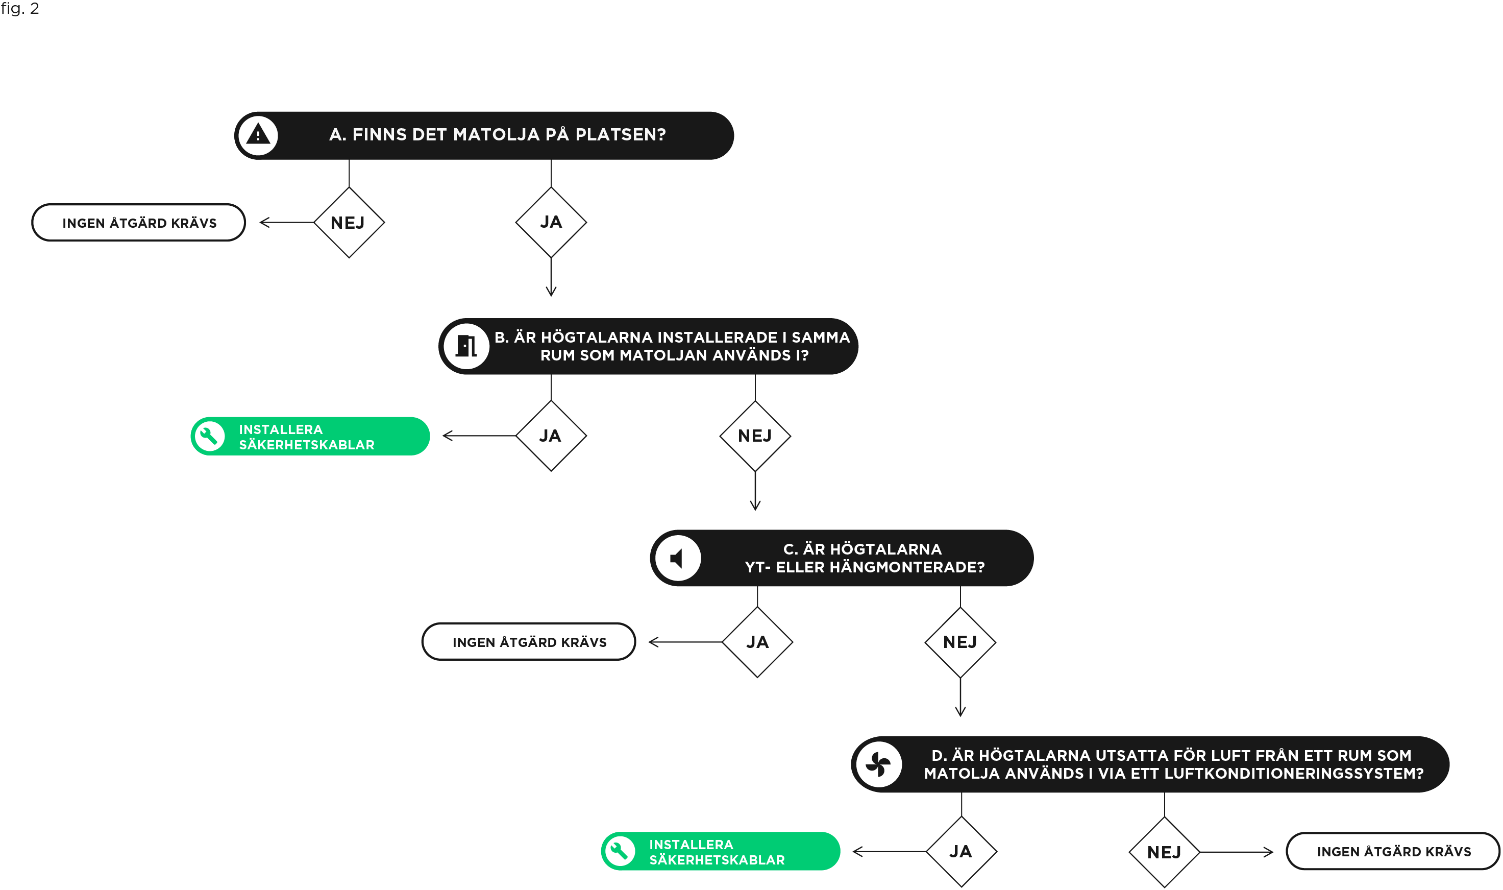 fig. 2
A. FINNS DET MATOLJA PÅ PLATSEN?
INGEN ÅTGÄRD KRÄVS
NEJ
JA
B. ÄR HÖGTALARNA INSTALLERADE I SAMMA
RUM SOM MATOLJAN ANVÄNDS I?
INSTALLERA
SÄKERHETSKABLAR
JA
NEJ
C. ÄR HÖGTALARNA
YT- ELLER HÄNGMONTERADE?
INGEN ÅTGÄRD KRÄVS
JA
NEJ
D. ÄR HÖGTALARNA UTSATTA FÖR LUFT FRÅN ETT RUM SOM
MATOLJA ANVÄNDS I VIA ETT LUFTKONDITIONERINGSSYSTEM?
INSTALLERA
SÄKERHETSKABLAR
JA
NEJ
INGEN ÅTGÄRD KRÄVS